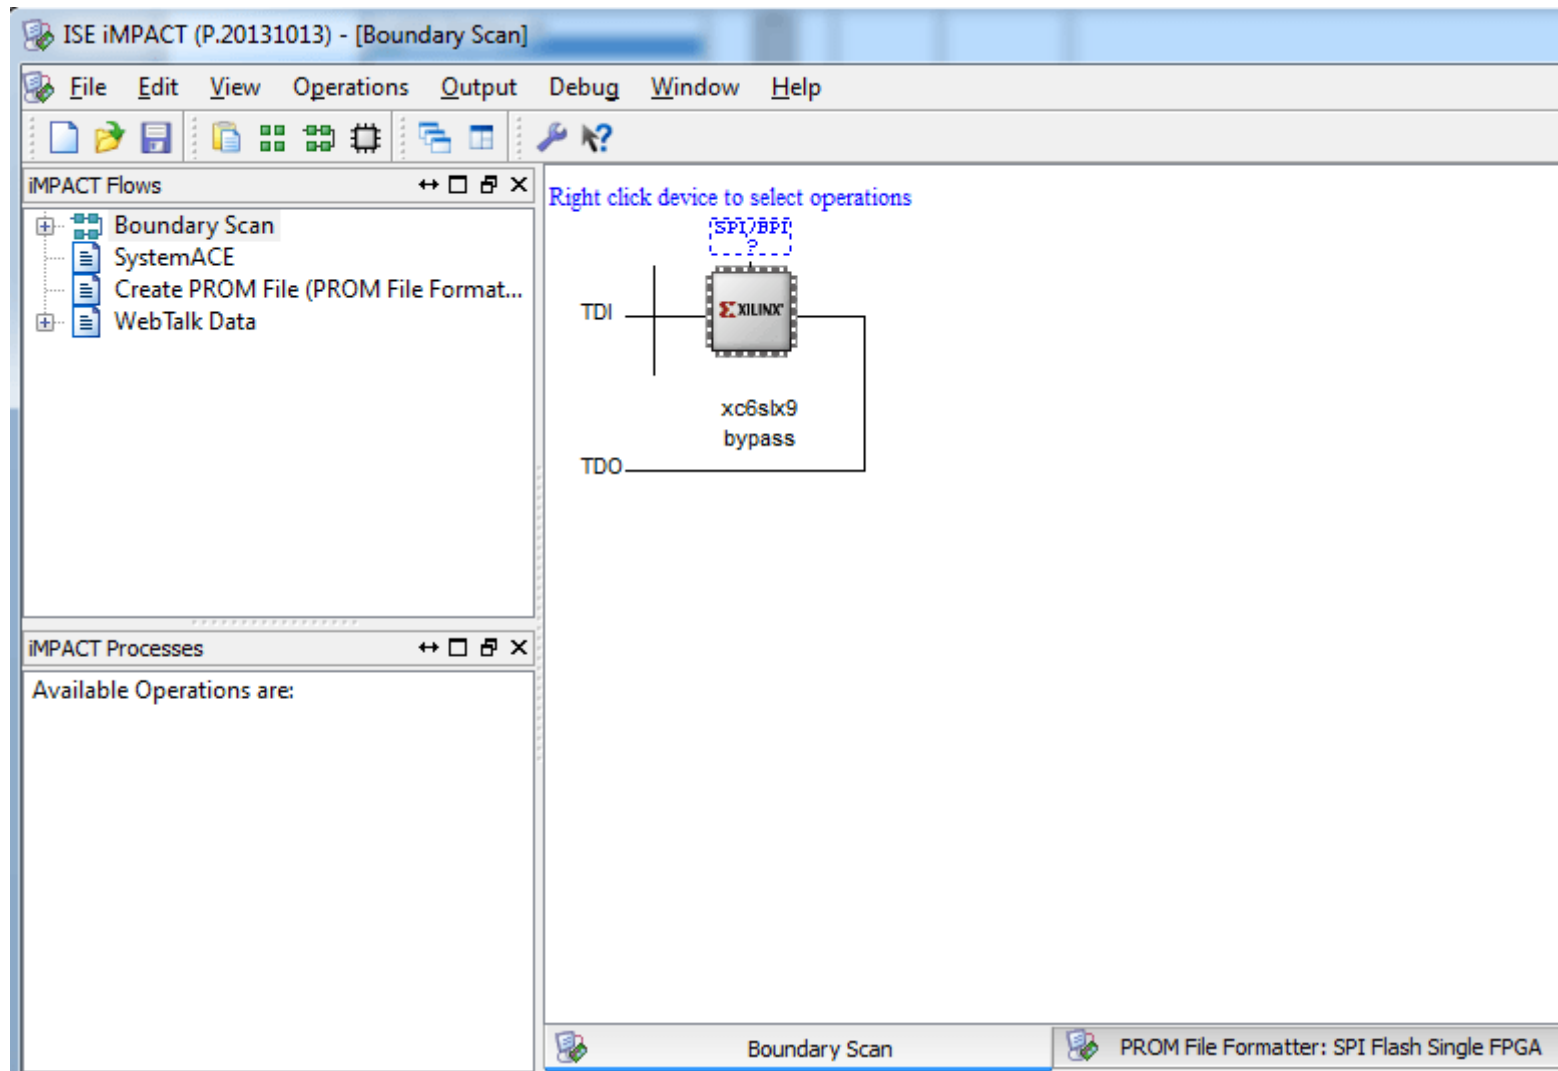 ISE iMPACT (P.20131013) - [Boundary Scan]
File Edit View Operations Output Debug Window Help
iMPACT Flows
Boundary Scan
SystemACE
Create PROM File (PROM File Format...
WebTalk Data
iMPACT Processes
Available Operations are:
Right click device to select operations
SPI/BPI
?
TDI
XILINX
xc6slx9
bypass
TDO
Boundary Scan
PROM File Formatter: SPI Flash Single FPGA